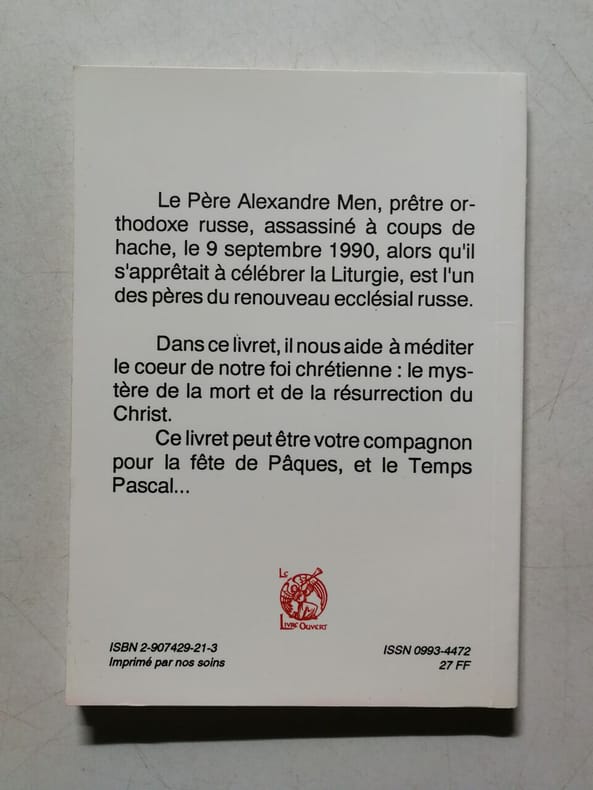 Le Père Alexandre Men, prêtre or-
thodoxe russe, assassiné à coups de
hache, le 9 septembre 1990, alors qu'il
s'apprêtait à célébrer la Liturgie, est l'un
des pères du renouveau ecclésial russe.
Dans ce livret, il nous aide à méditer
le coeur de notre foi chrétienne : le mys-
tère de la mort et de la résurrection du
Christ.
Ce livret peut être votre compagnon
pour la fête de Pâques, et le Temps
Pascal...
Le
Livre Ouvert
ISBN 2-907429-21-3
Imprimé par nos soins
ISSN 0993-4472
27 FF